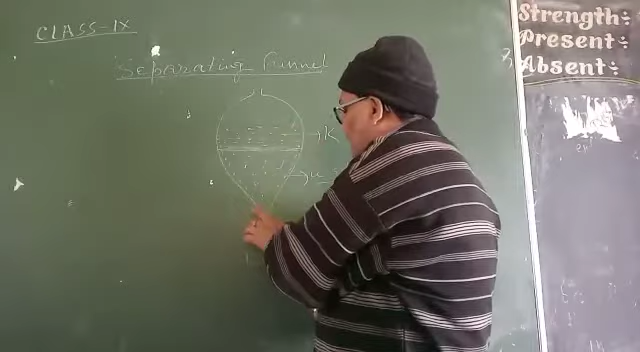 CLASS-IX
Separating Funnel
K
Strength:
Present:
Absent: